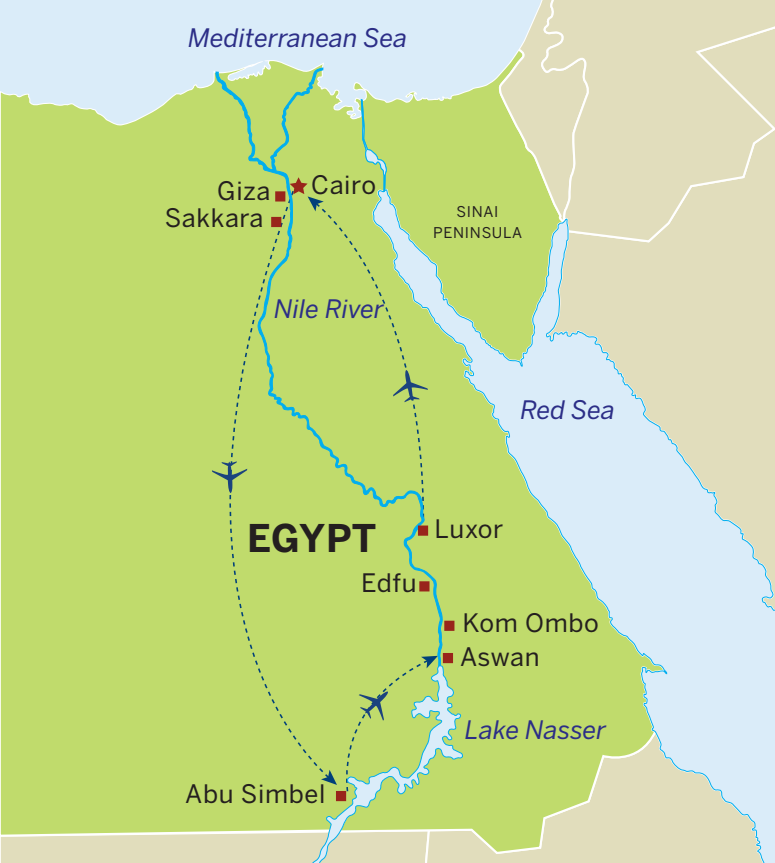 Mediterranean Sea
Giza
Cairo
Sakkara
SINAI
PENINSULA
Nile River
Red Sea
EGYPT
Luxor
Edfu
Kom Ombo
Aswan
Lake Nasser
Abu Simbel